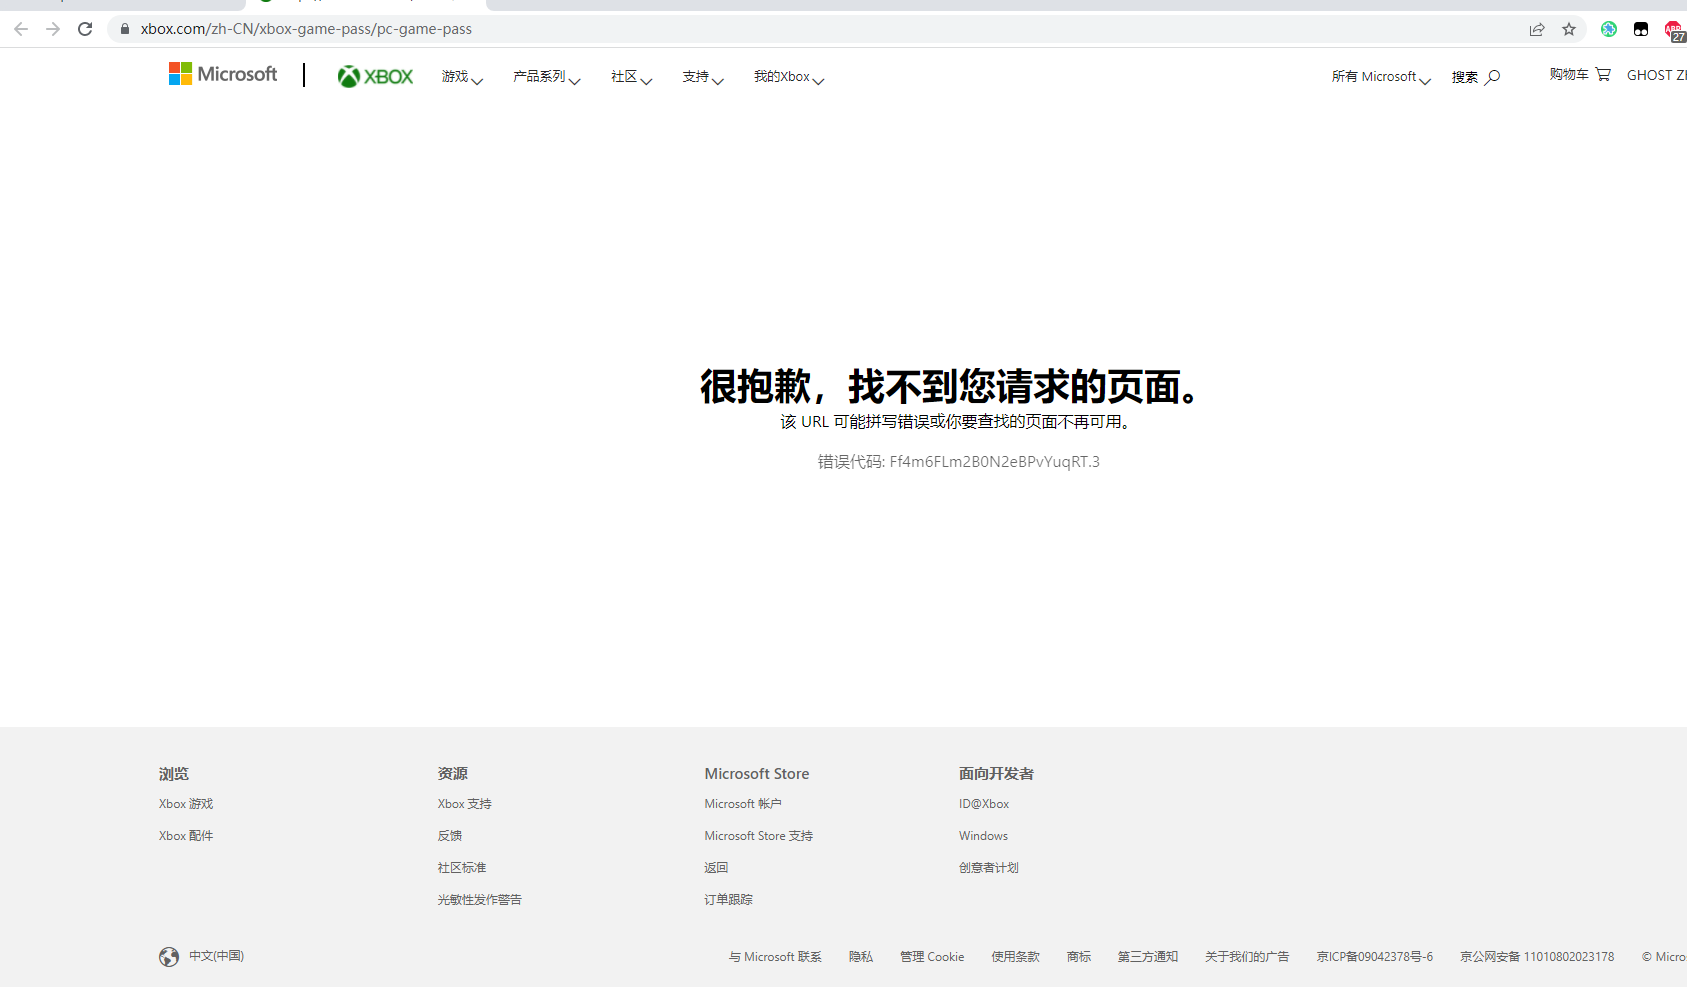 xbox.com/zh-CN/xbox-game-pass/pc-game-pass
27
Microsoft
XBOX
游戏
产品系列
社区
支持
我的Xbox
所有 Microsoft
搜索
购物车
GHOST
很抱歉，找不到您请求的页面。
该 URL 可能拼写错误或你要查找的页面不再可用。
错误代码: Ff4m6FLm2B0N2eBPvYuqRT.3
浏览
Xbox 游戏
Xbox 配件
资源
Xbox 支持
反馈
社区标准
光敏性发作警告
Microsoft Store
Microsoft 帐户
Microsoft Store 支持
返回
订单跟踪
面向开发者
ID@Xbox
Windows
创意者计划
中文(中国)
与 Microsoft 联系
隐私
管理 Cookie
使用条款
商标
第三方通知
关于我们的广告
京ICP备09042378号-6
京公网安备 11010802023178
© Micros